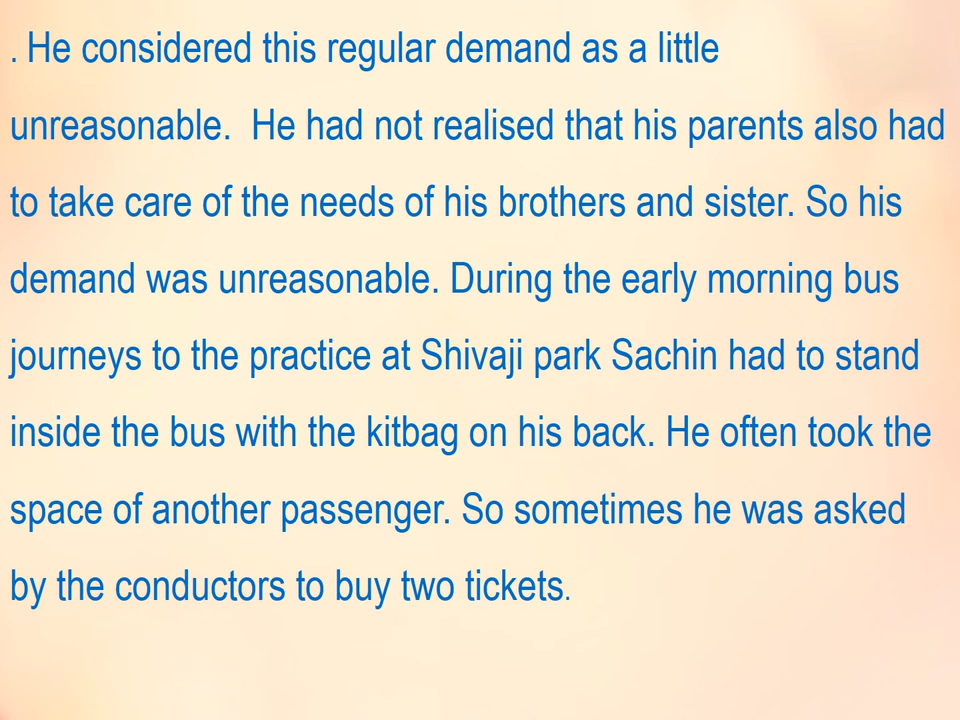 . He considered this regular demand as a little
unreasonable.  He had not realised that his parents also had
to take care of the needs of his brothers and sister. So his
demand was unreasonable. During the early morning bus
journeys to the practice at Shivaji park Sachin had to stand
inside the bus with the kitbag on his back. He often took the
space of another passenger. So sometimes he was asked
by the conductors to buy two tickets.